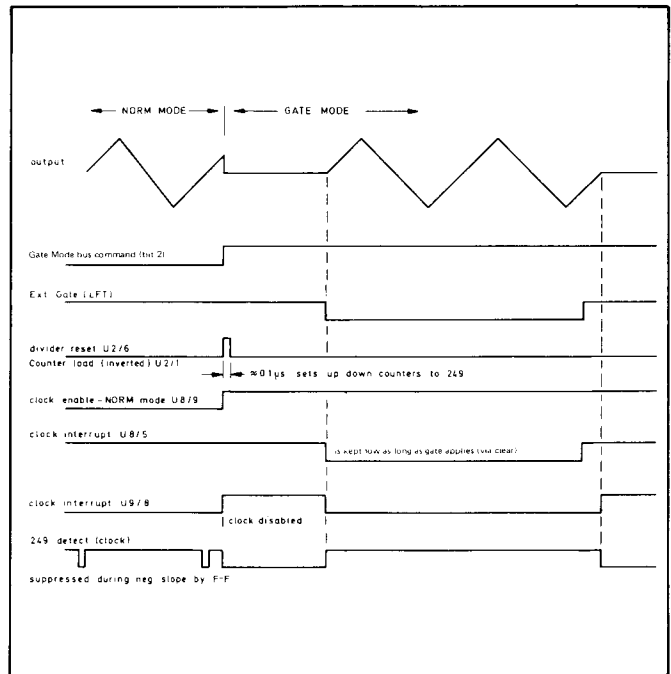 NORM MODE GATE MODE
output
Gate Mode bus command (bit 2)
Ext Gate (LFT)
divider reset U2/6
Counter load (inverted) U2/1
≈0.1µs sets up down counters to 249
clock enable-NORM mode U8/9
clock interrupt U8/5
is kept low as long as gate applies (via clear)
clock interrupt U9/8
clock disabled
249 detect (clock)
suppressed during neg slope by F-F